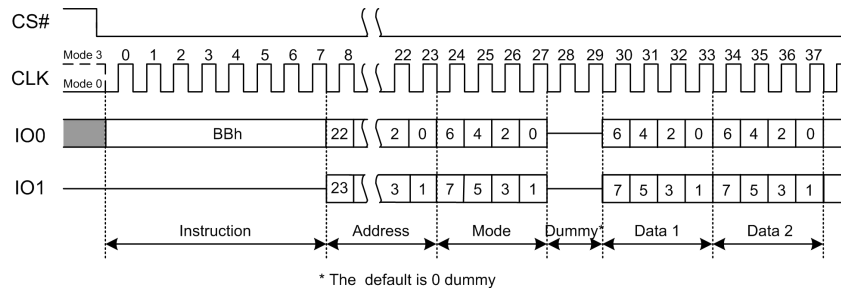 CS#
Mode 3 0 1 2 3 4 5 6 7 8 22 23 24 25 26 27 28 29 30 31 32 33 34 35 36 37
CLK
Mode 0
IO0 BBh 22 2 0 6 4 2 0 6 4 2 0 6 4 2 0
IO1 23 3 1 7 5 3 1 7 5 3 1 7 5 3 1
Instruction Address Mode Dummy* Data 1 Data 2
* The default is 0 dummy